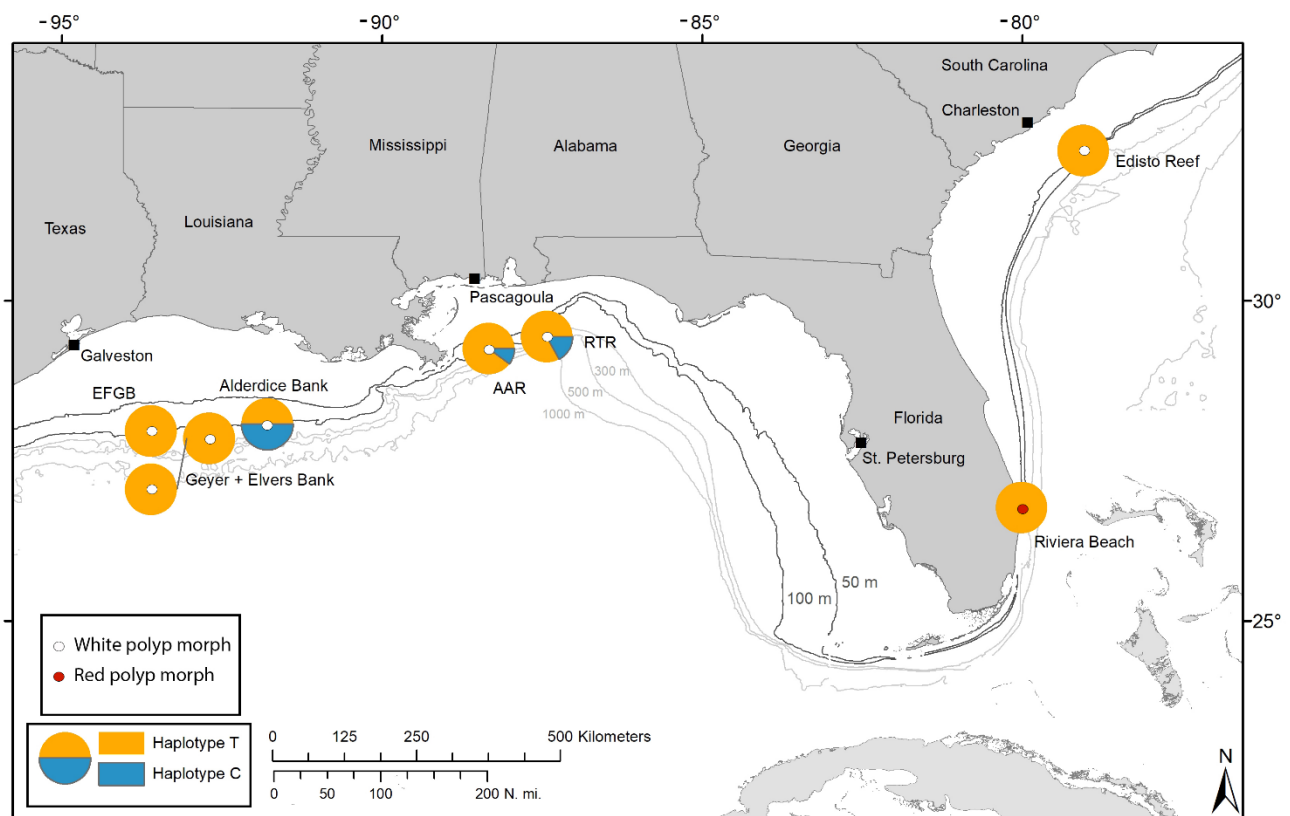 -95° -90° -85° -80°
South Carolina
Charleston
Mississippi Alabama Georgia
Edisto Reef
Texas Louisiana
Pascagoula
30°
Galveston
RTR
AAR
300 m
500 m
1000 m
EFGB Alderdice Bank
Florida
St. Petersburg
Geyer + Elvers Bank
Riviera Beach
50 m
100 m
25°
White polyp morph
Red polyp morph
Haplotype T
Haplotype C
0 125 250 500 Kilometers
0 50 100 200 N. mi.
N